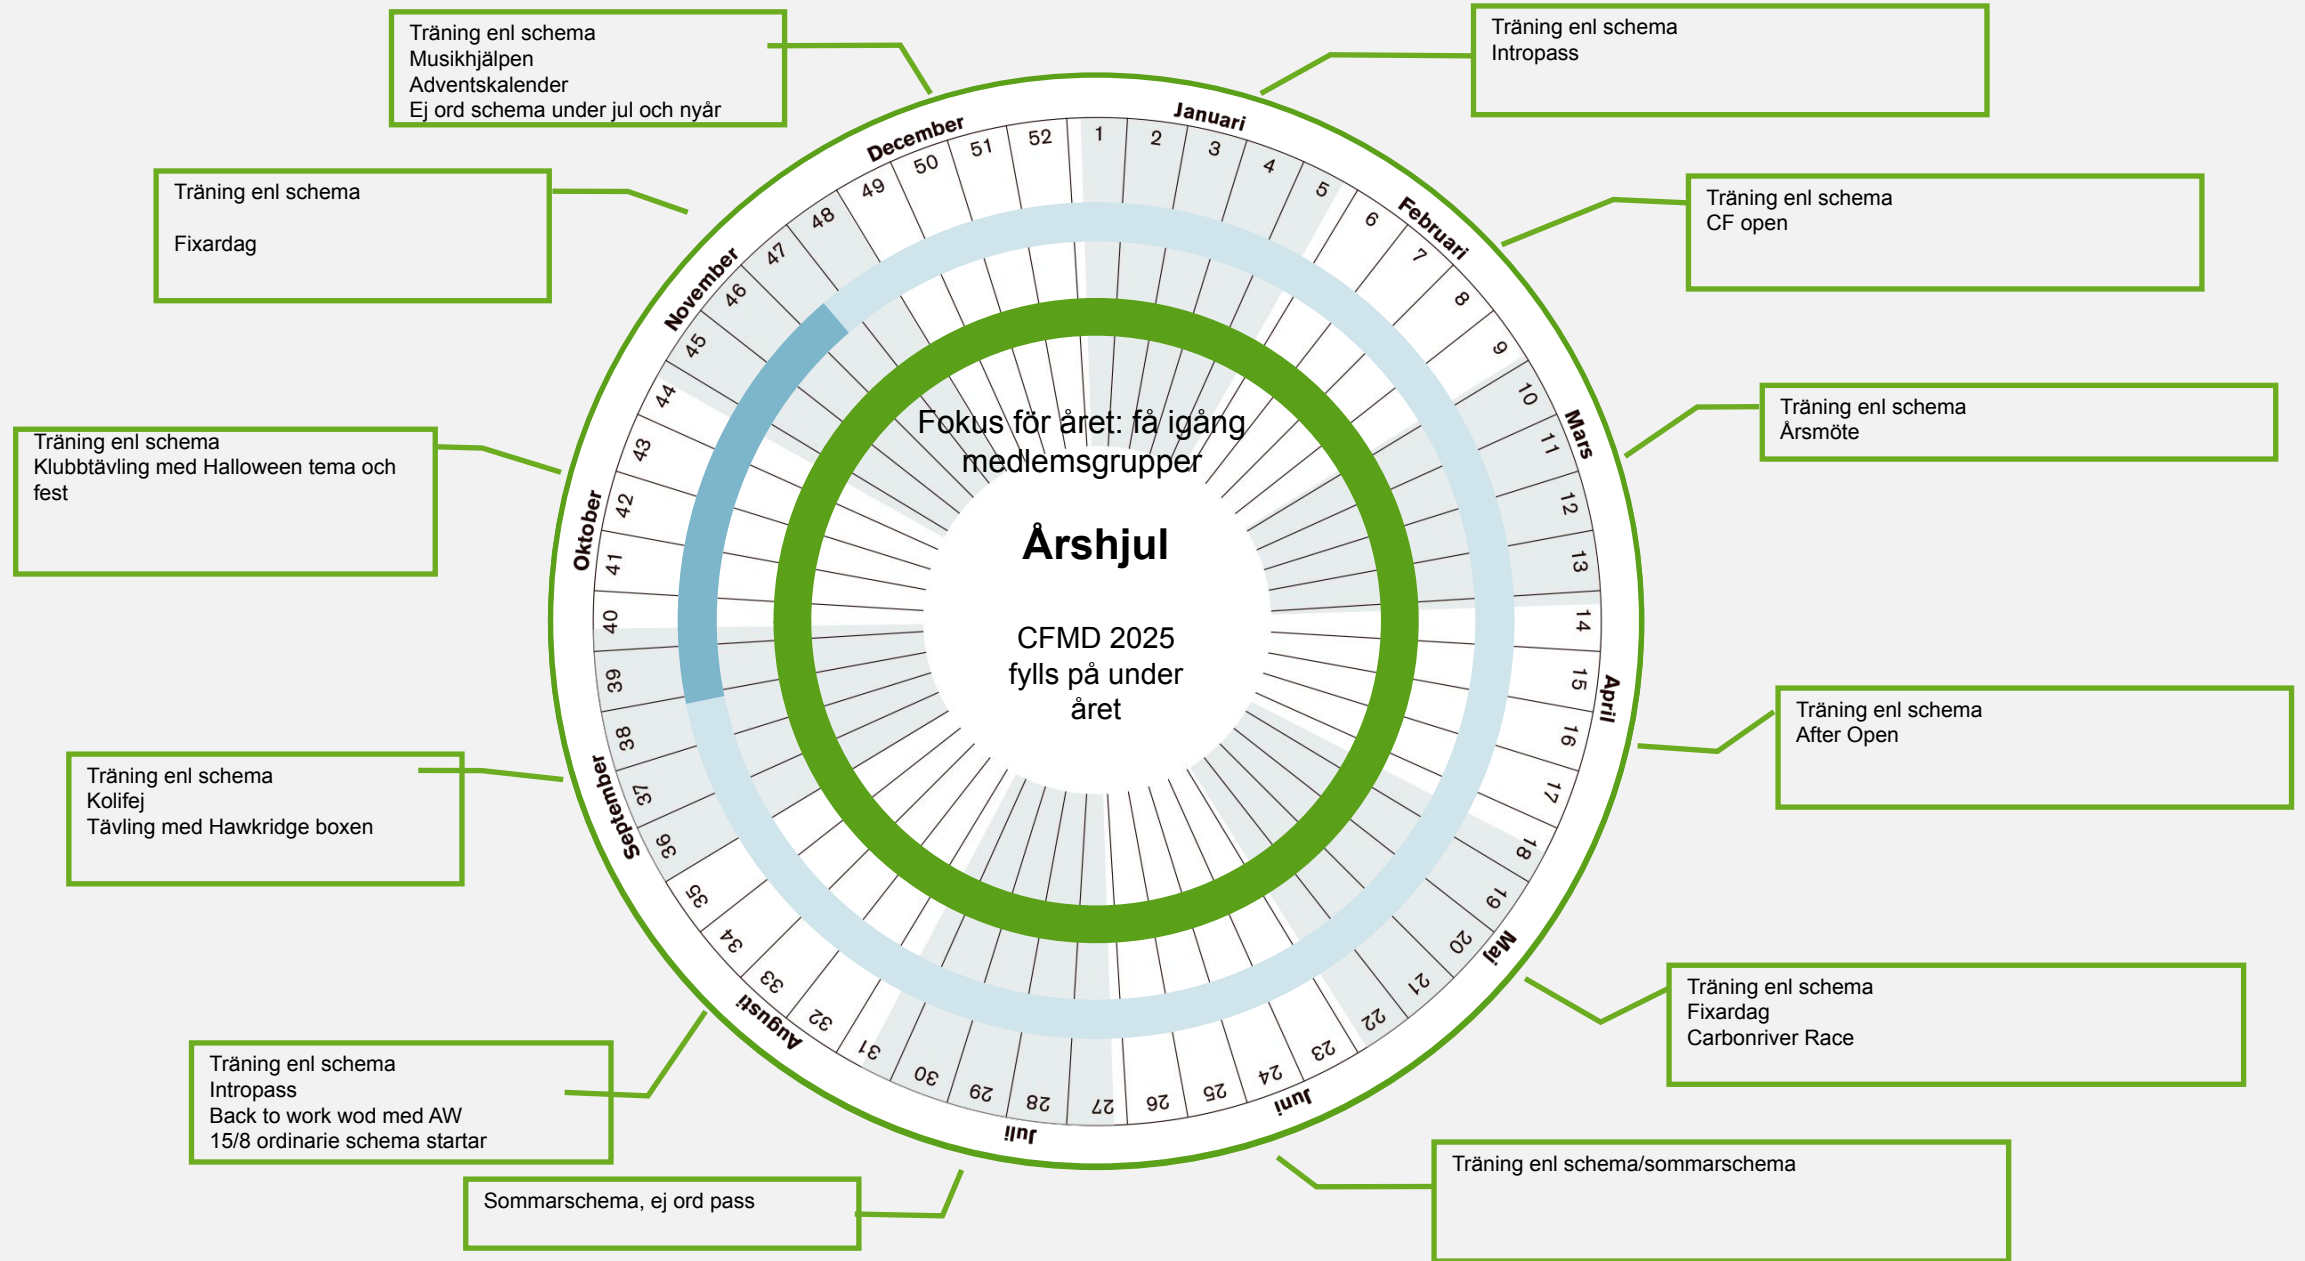 Träning enl schema
Musikhjälpen
Adventskalender
Ej ord schema under jul och nyår
Träning enl schema
Intropass
Träning enl schema
CF open
Träning enl schema
Årsmöte
Träning enl schema
After Open
Träning enl schema
Fixardag
Carbonriver Race
Träning enl schema/sommarschema
Sommarschema, ej ord pass
Träning enl schema
Intropass
Back to work wod med AW
15/8 ordinarie schema startar
Träning enl schema
Kolifej
Tävling med Hawkridge boxen
Träning enl schema
Klubbtävling med Halloween tema och
fest
Träning enl schema
Fixardag
Januari
Februari
Mars
April
Maj
Juni
Juli
Augusti
September
Oktober
November
December
1
2
3
4
5
6
7
8
9
10
11
12
13
14
15
16
17
18
19
20
21
22
23
24
25
26
27
28
29
30
31
32
33
34
35
36
37
38
39
40
41
42
43
44
45
46
47
48
49
50
51
52
Fokus för året: få igång
medlemsgrupper
Årshjul
CFMD 2025
fylls på under
året